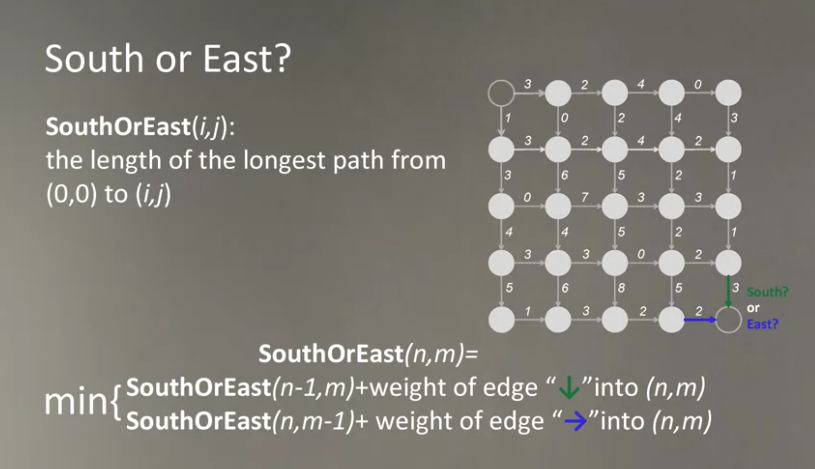 South or East?
SouthOrEast(i,j):
the length of the longest path from
(0,0) to (i,j)
3 2 4 0
1 0 2 4 3
3 2 4 2
3 6 5 2 1
0 7 3 3
4 4 5 2 1
3 3 0 2
5 6 8 5 3 South?
or
1 3 2 2 East?
SouthOrEast(n,m)=
min{ SouthOrEast(n-1,m)+weight of edge “↓”into (n,m)
SouthOrEast(n,m-1)+ weight of edge “→”into (n,m)